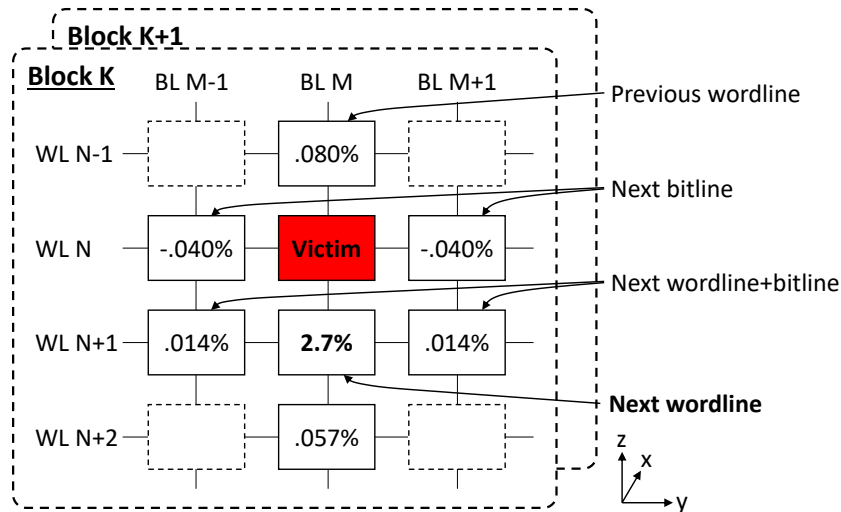 Block K+1
Block K
BL M-1 BL M BL M+1
Previous wordline
WL N-1 .080%
Next bitline
WL N -.040% Victim -.040%
Next wordline+bitline
WL N+1 .014% 2.7% .014%
Next wordline
WL N+2 .057%
z
x
y